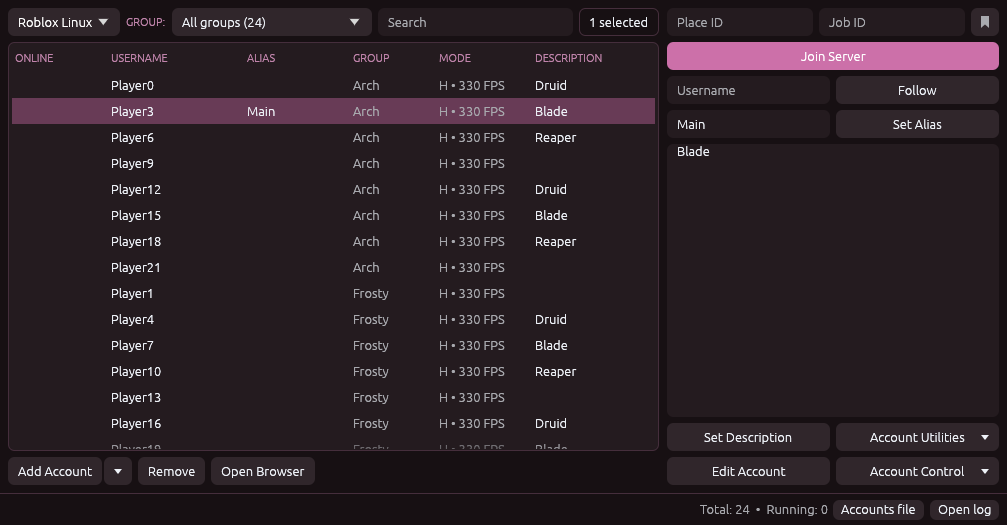 Roblox Linux GROUP: All groups (24) Search 1 selected Place ID Job ID
ONLINE USERNAME ALIAS GROUP MODE DESCRIPTION
Player0 Arch H • 330 FPS Druid
Player3 Main Arch H • 330 FPS Blade
Player6 Arch H • 330 FPS Reaper
Player9 Arch H • 330 FPS
Player12 Arch H • 330 FPS Druid
Player15 Arch H • 330 FPS Blade
Player18 Arch H • 330 FPS Reaper
Player21 Arch H • 330 FPS
Player1 Frosty H • 330 FPS
Player4 Frosty H • 330 FPS Druid
Player7 Frosty H • 330 FPS Blade
Player10 Frosty H • 330 FPS Reaper
Player13 Frosty H • 330 FPS
Player16 Frosty H • 330 FPS Druid
Player19 Frosty H • 330 FPS Blade
Add Account Remove Open Browser
Join Server
Username Follow
Main Set Alias
Blade
Set Description Account Utilities
Edit Account Account Control
Total: 24 • Running: 0 Accounts file Open log